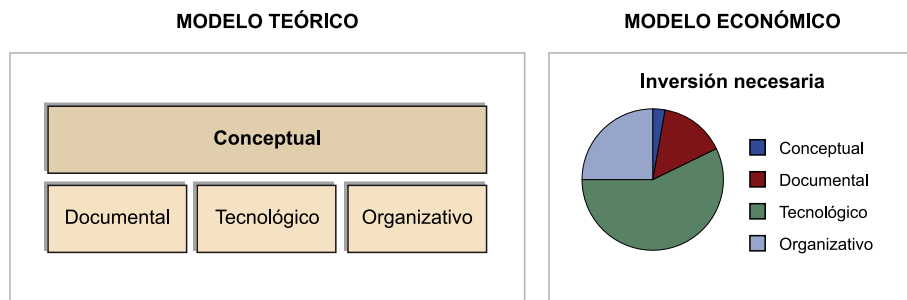 MODELO TEÓRICO
Conceptual
Documental
Tecnológico
Organizativo
MODELO ECONÓMICO
Inversión necesaria
Conceptual
Documental
Tecnológico
Organizativo